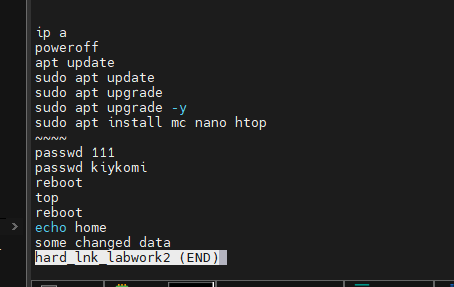 ip a
poweroff
apt update
sudo apt update
sudo apt upgrade
sudo apt upgrade -y
sudo apt install mc nano htop
~~~~
passwd 111
passwd kiykomi
reboot
top
reboot
echo home
some changed data
hard_lnk_labwork2 (END)